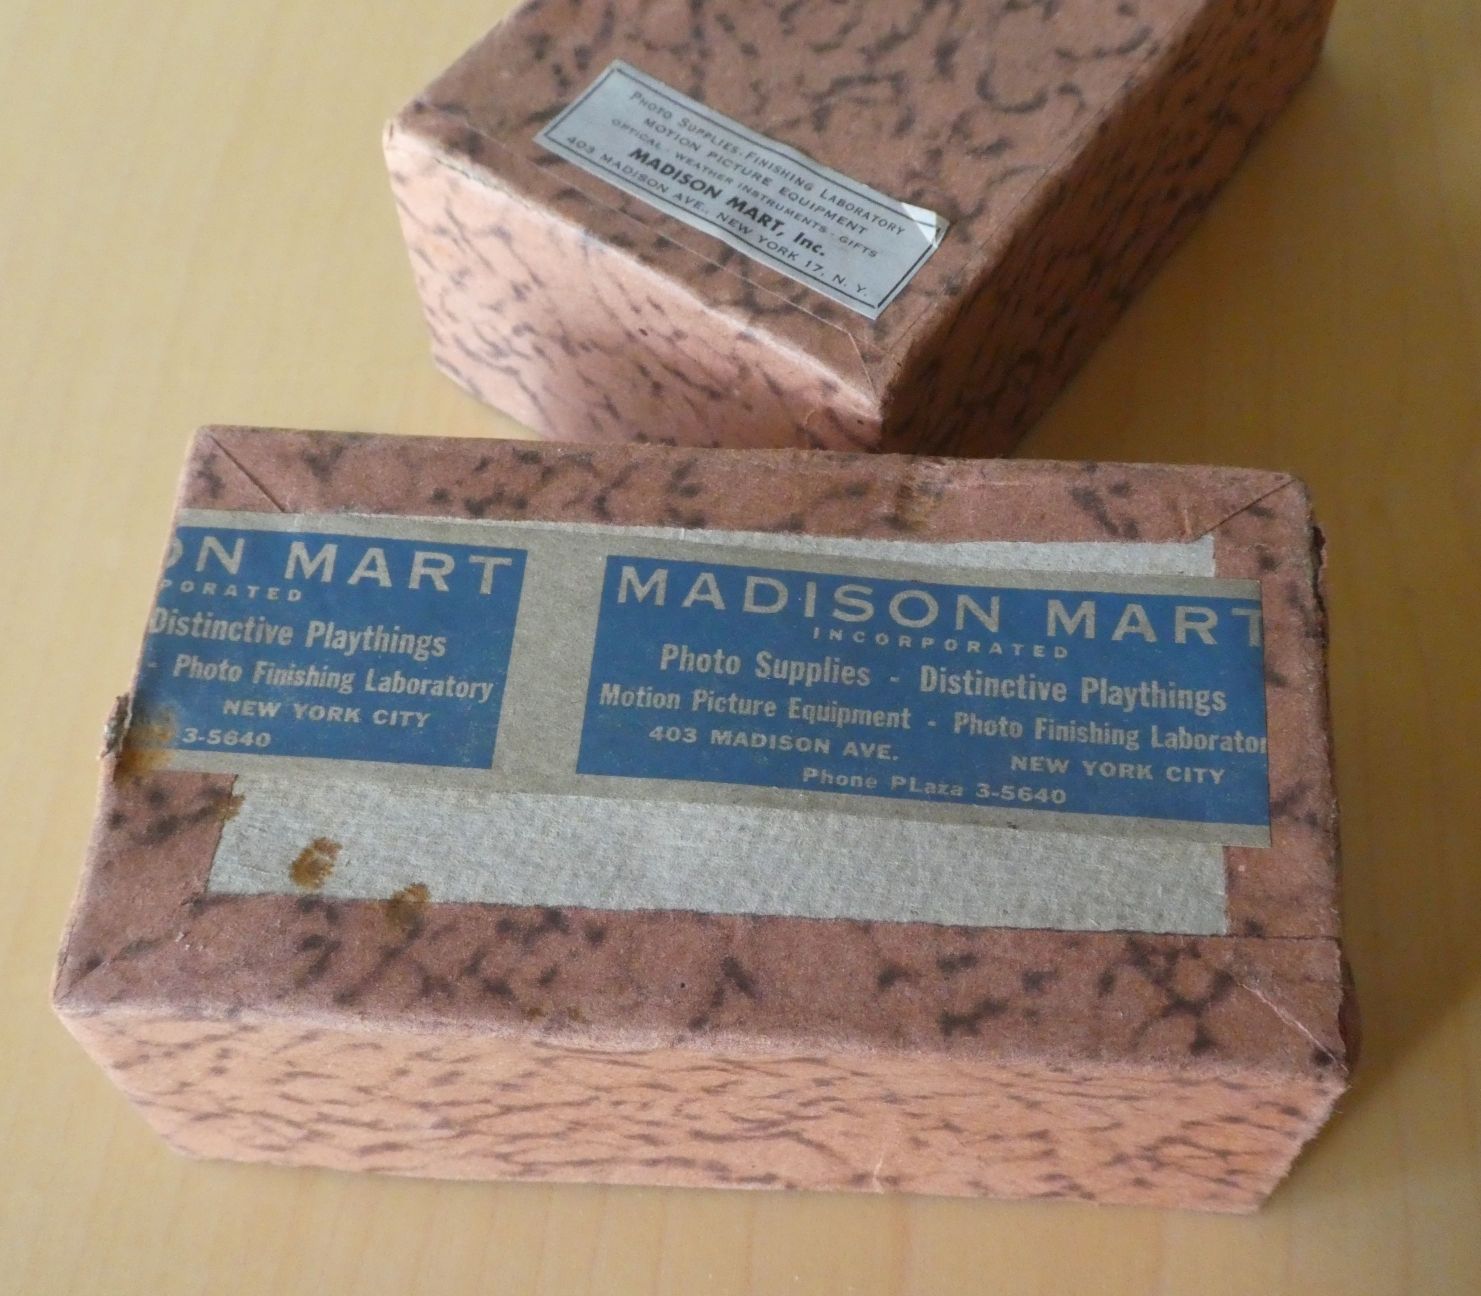 PHOTO SUPPLIES-FINISHING LABORATORY
MOTION PICTURE EQUIPMENT
OPTICAL - WEATHER INSTRUMENTS - GIFTS
MADISON MART, Inc.
403 MADISON AVE., NEW YORK 17, N. Y.
ON MART
PORATED
Distinctive Playthings
- Photo Finishing Laboratory
NEW YORK CITY
3-5640
MADISON MART
INCORPORATED
Photo Supplies - Distinctive Playthings
Motion Picture Equipment - Photo Finishing Laborator
403 MADISON AVE. NEW YORK CITY
Phone PLaza 3-5640